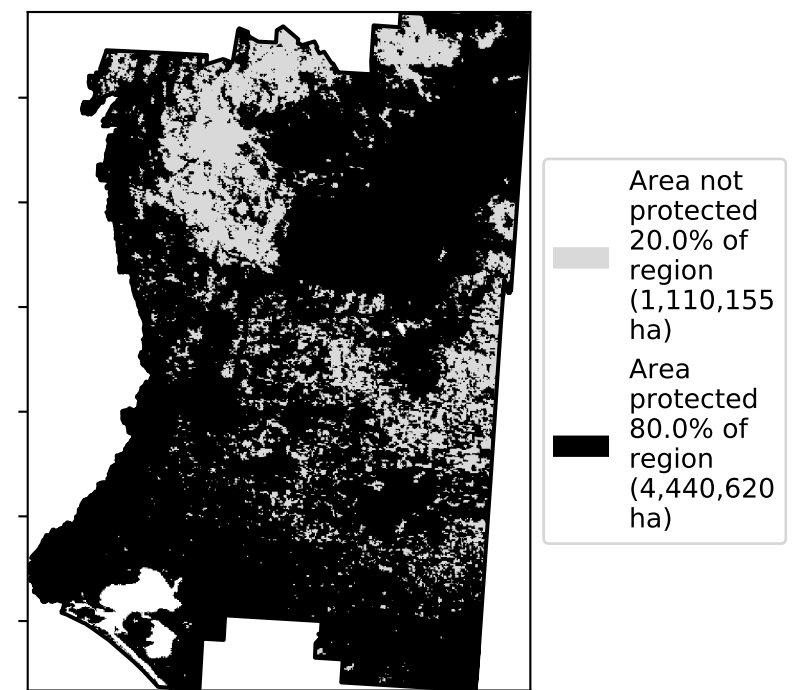 Area not
protected
20.0% of
region
(1,110,155
ha)
Area
protected
80.0% of
region
(4,440,620
ha)